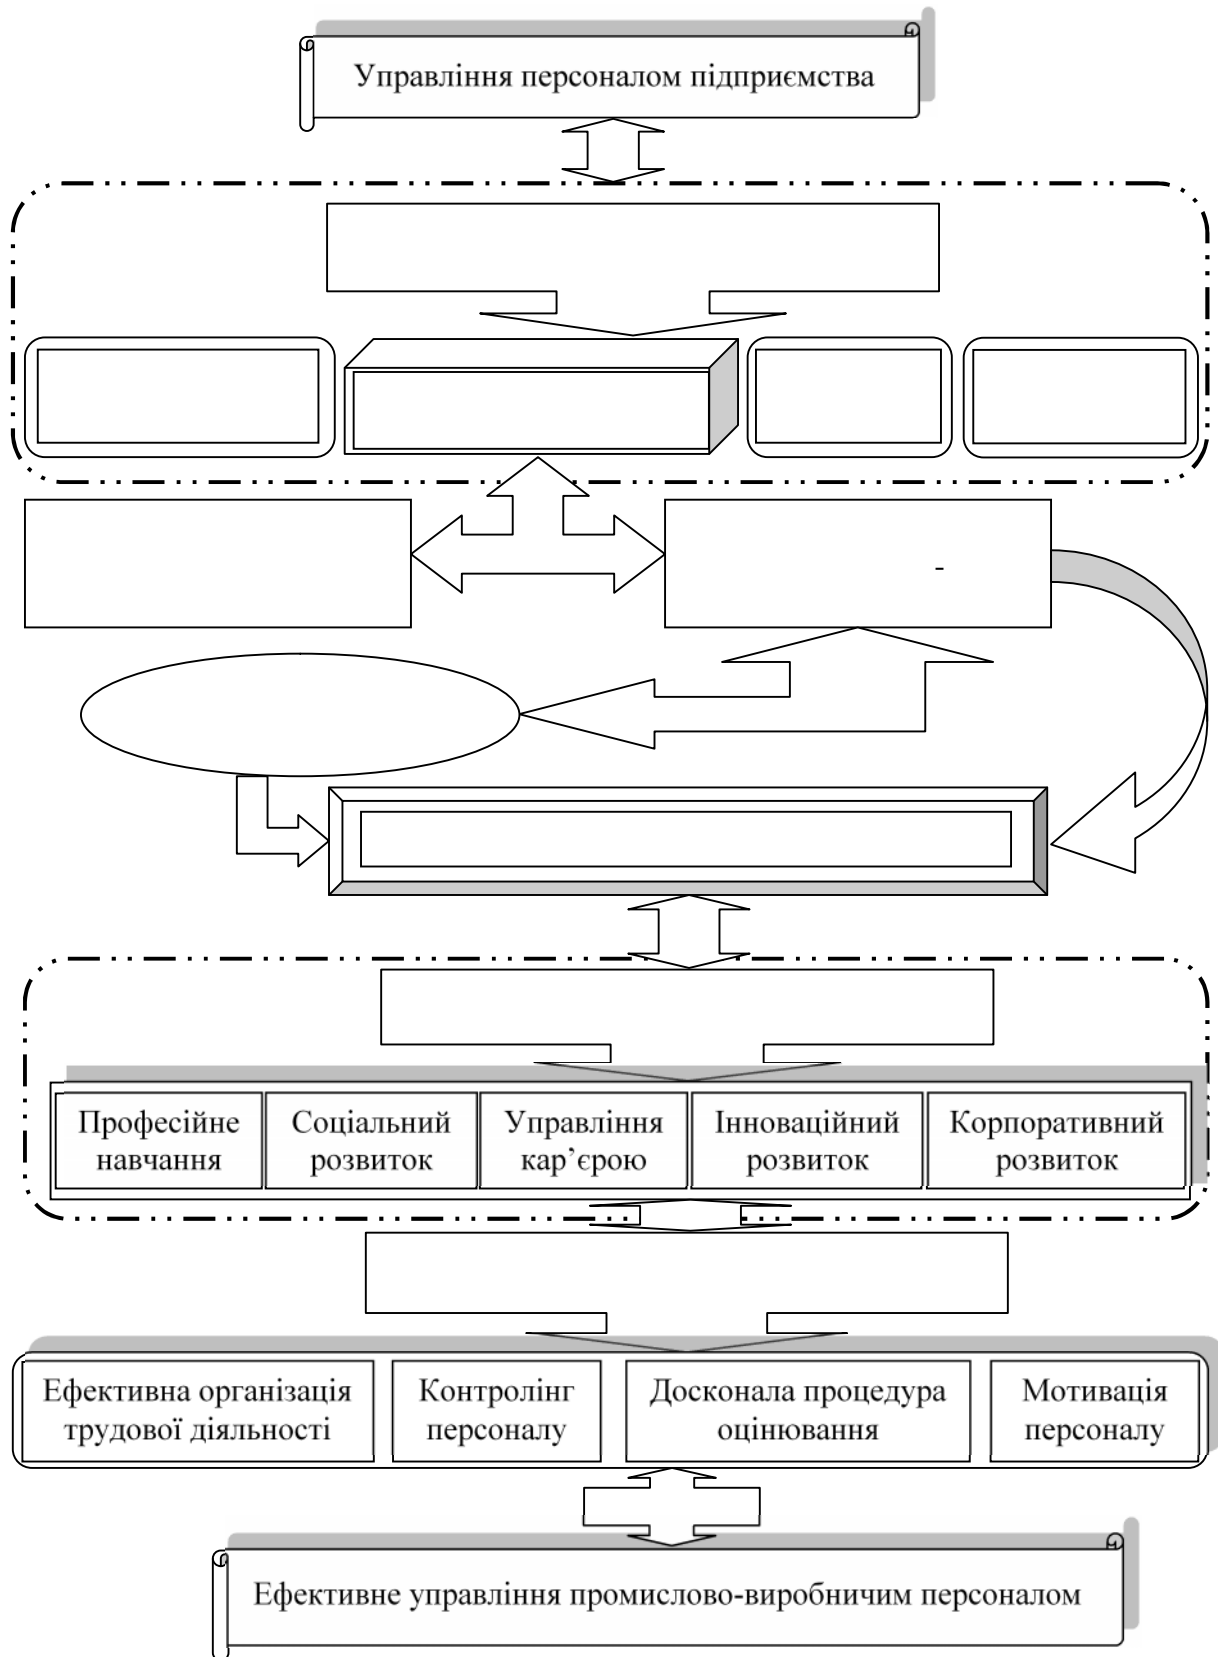 Управління персоналом підприємства
-
Професійне
навчання
Соціальний
розвиток
Управління
кар’єрою
Інноваційний
розвиток
Корпоративний
розвиток
Ефективна організація
трудової діяльності
Контролінг
персоналу
Досконала процедура
оцінювання
Мотивація
персоналу
Ефективне управління промислово-виробничим персоналом